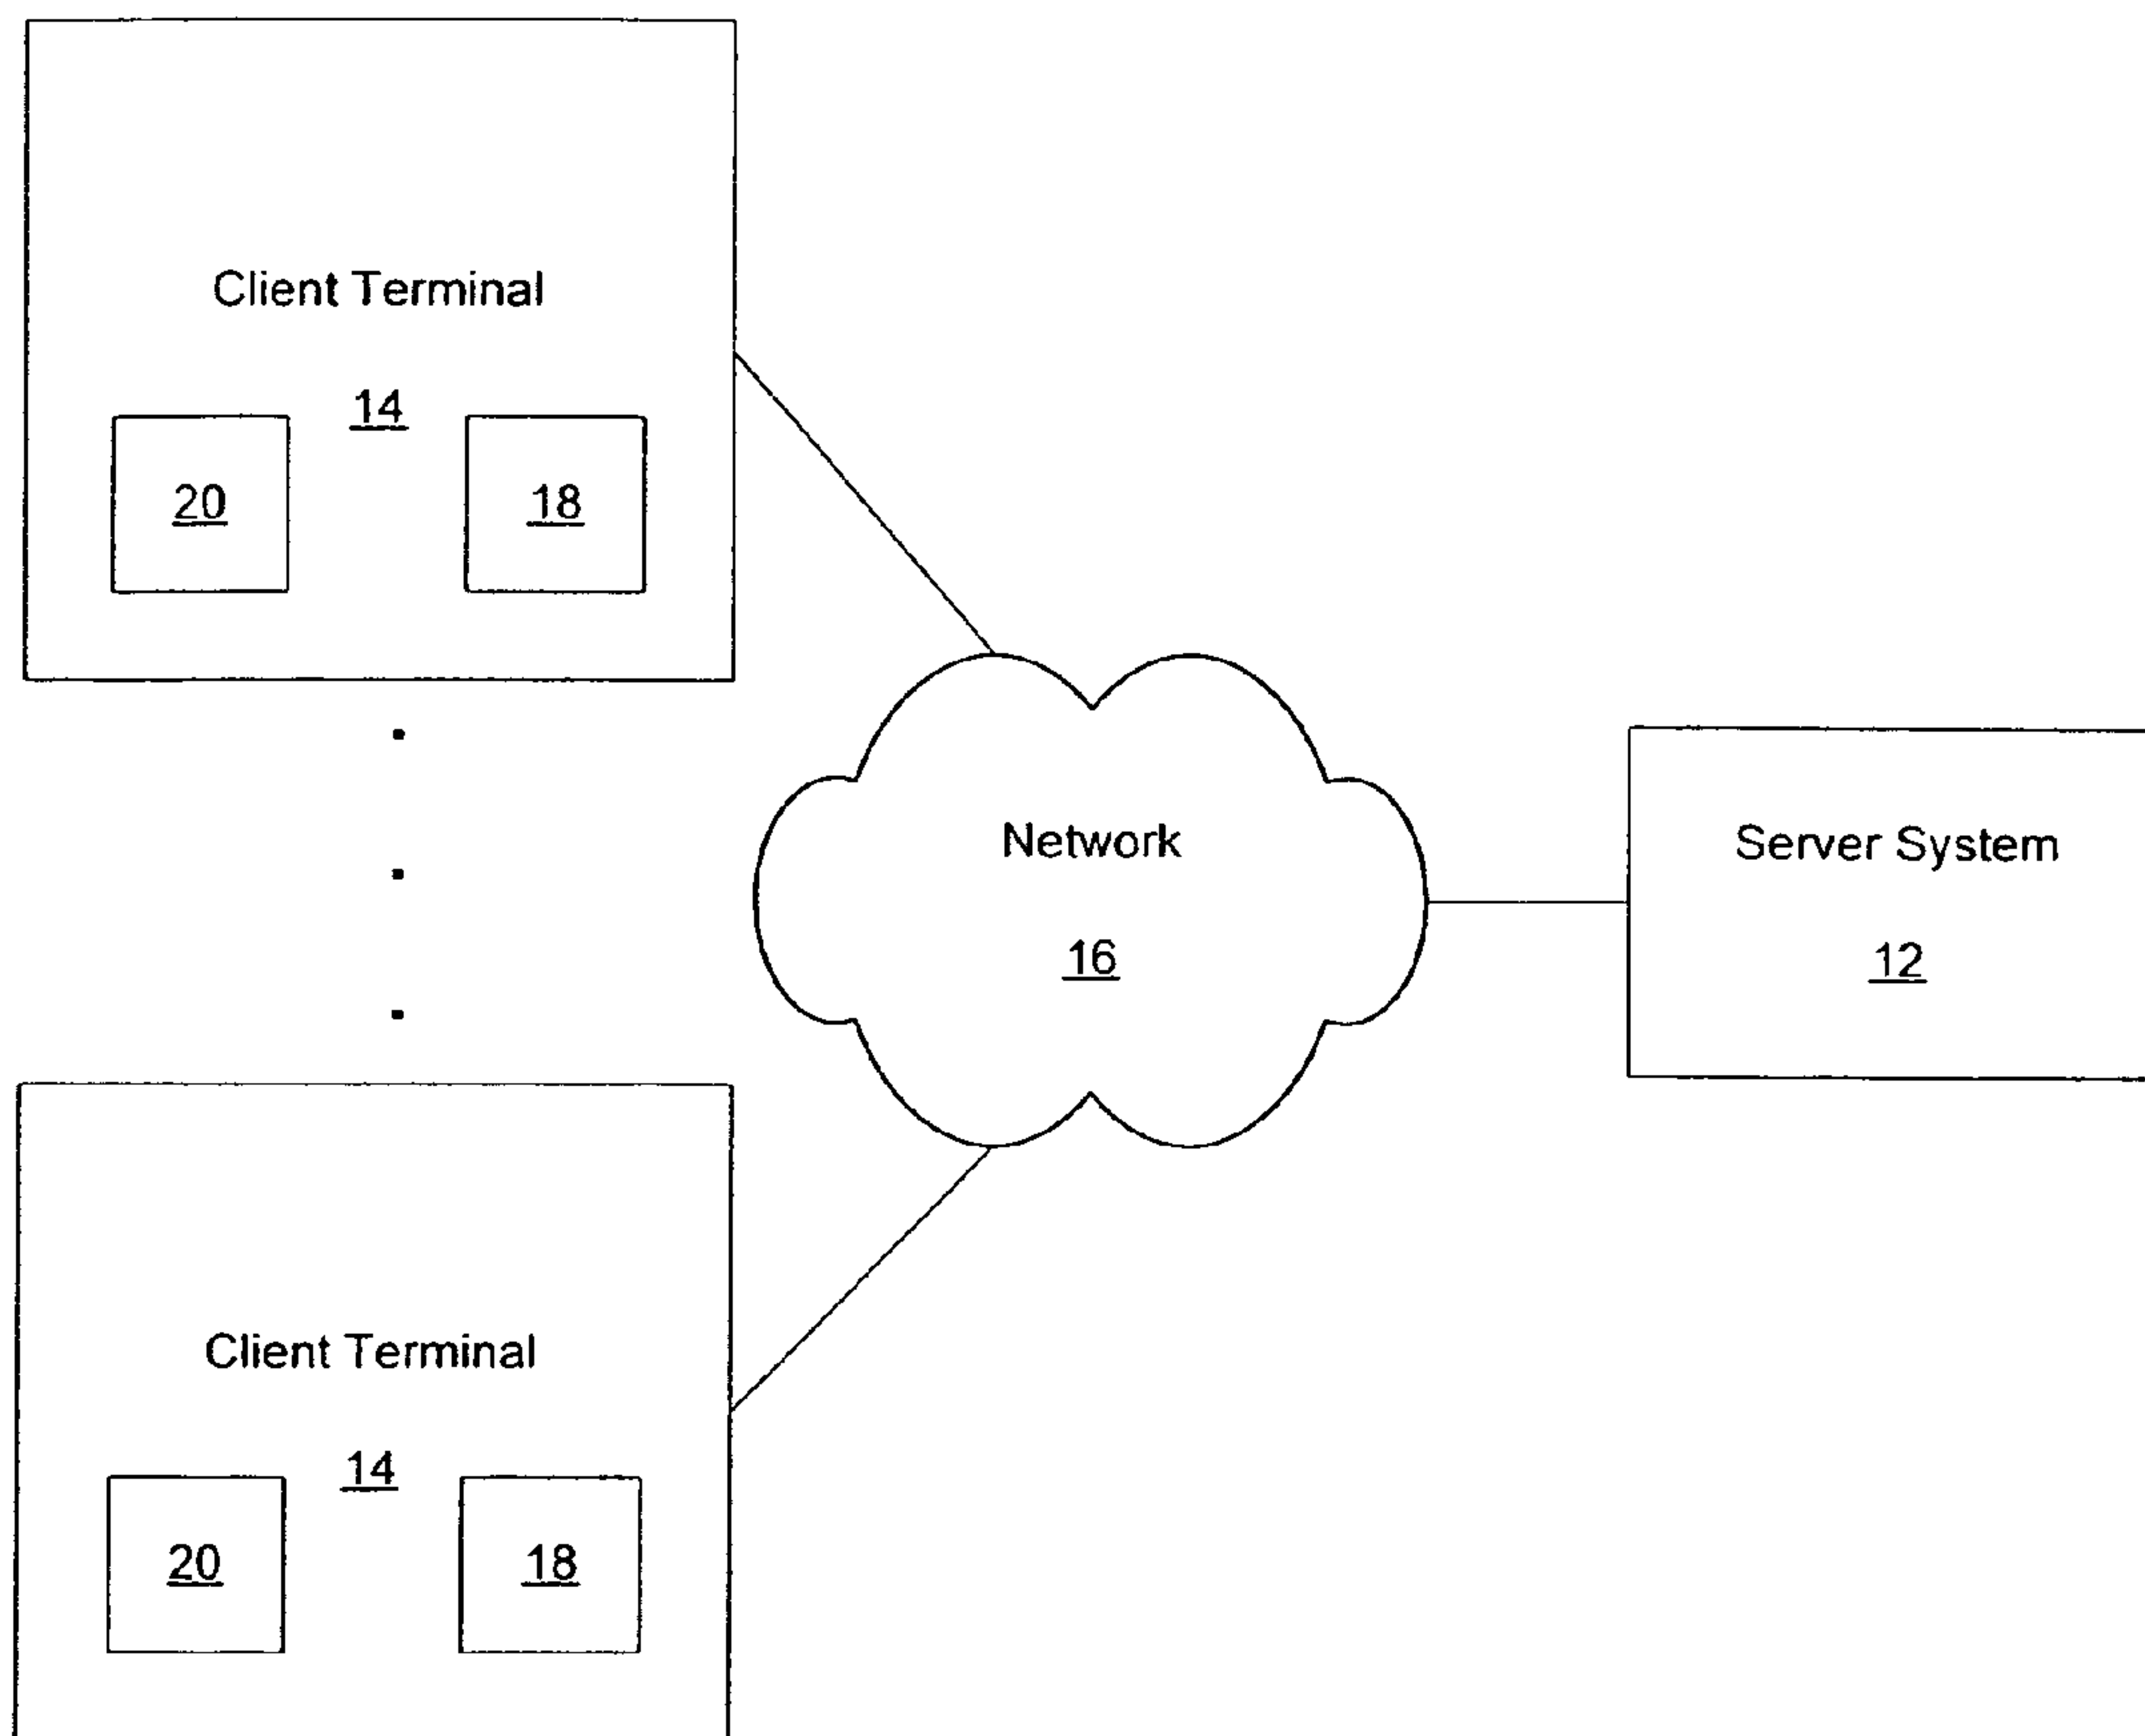 Client Terminal
14
20
18
Network
16
Server System
12
Client Terminal
14
20
18